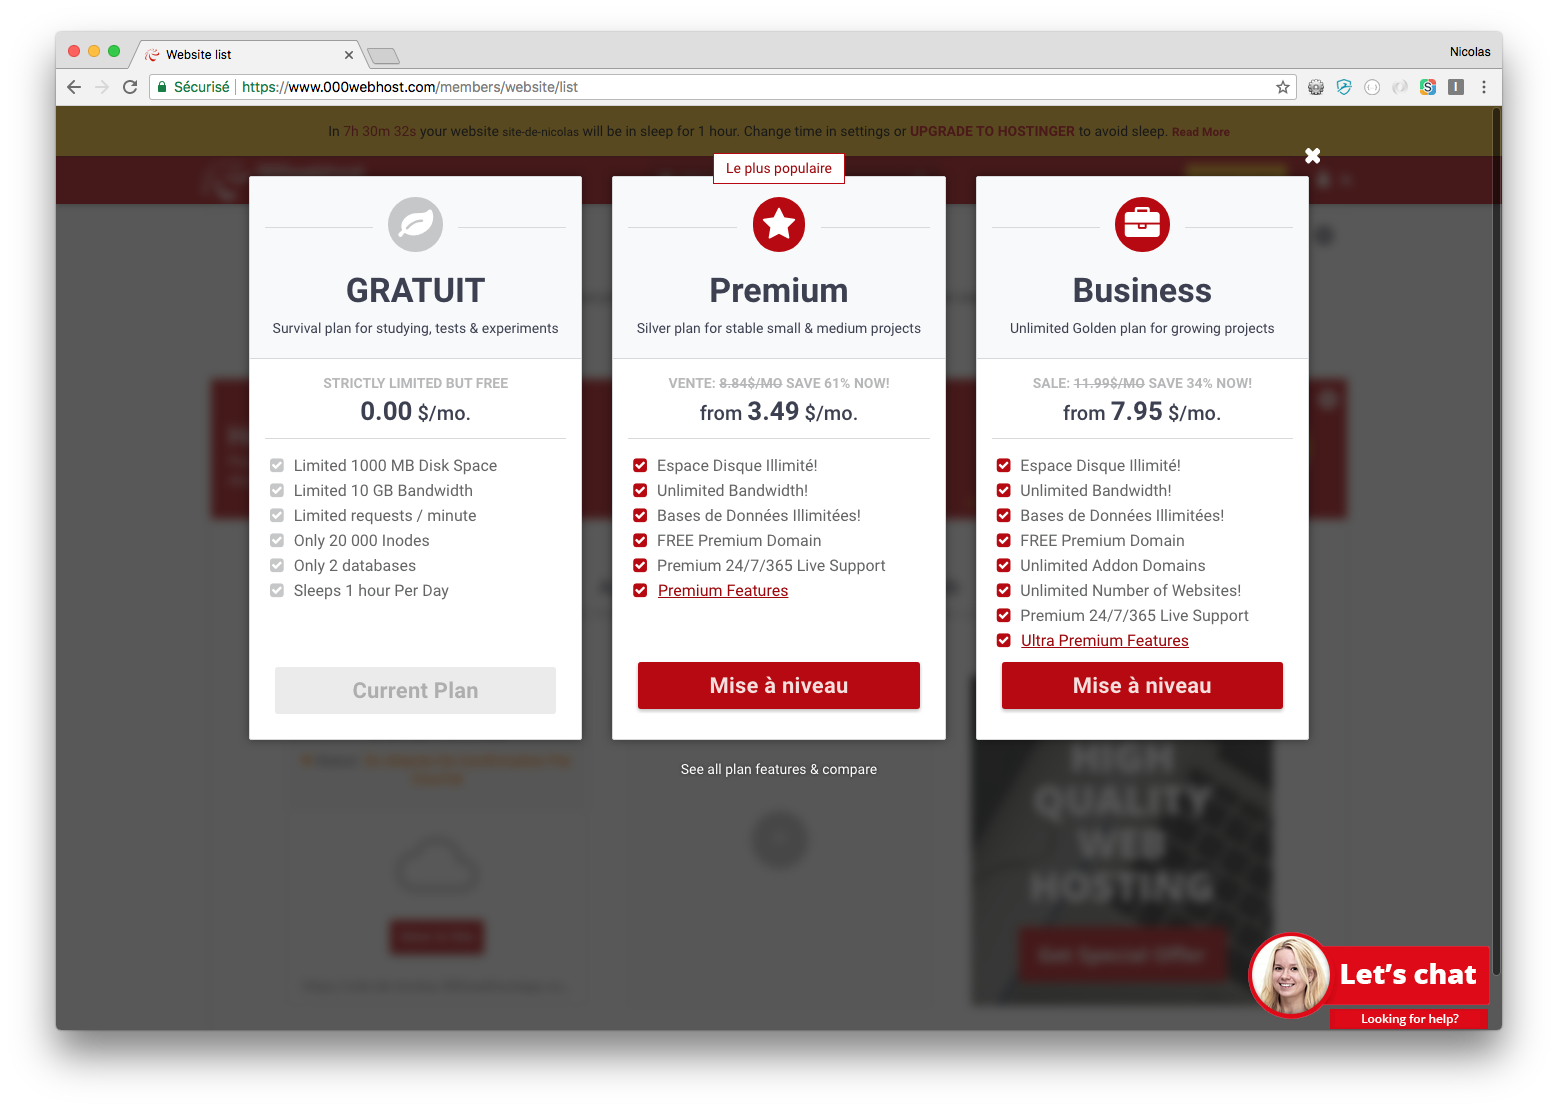 Website list
Nicolas
Sécurisé
https://www.000webhost.com/members/website/list
In 7h 30m 32s your website site-de-nicolas will be in sleep for 1 hour. Change time in settings or UPGRADE TO HOSTINGER to avoid sleep. Read More
GRATUIT
Survival plan for studying, tests & experiments
STRICTLY LIMITED BUT FREE
0.00 $/mo.
Limited 1000 MB Disk Space
Limited 10 GB Bandwidth
Limited requests / minute
Only 20 000 Inodes
Only 2 databases
Sleeps 1 hour Per Day
Current Plan
Le plus populaire
Premium
Silver plan for stable small & medium projects
VENTE: 8.84$/MO SAVE 61% NOW!
from 3.49 $/mo.
Espace Disque Illimité!
Unlimited Bandwidth!
Bases de Données Illimitées!
FREE Premium Domain
Premium 24/7/365 Live Support
Premium Features
Mise à niveau
Business
Unlimited Golden plan for growing projects
SALE: 11.99$/MO SAVE 34% NOW!
from 7.95 $/mo.
Espace Disque Illimité!
Unlimited Bandwidth!
Bases de Données Illimitées!
FREE Premium Domain
Unlimited Addon Domains
Unlimited Number of Websites!
Premium 24/7/365 Live Support
Ultra Premium Features
Mise à niveau
See all plan features & compare
HIGH
QUALITY
WEB
HOSTING
Get Special Offer
Let's chat
Looking for help?